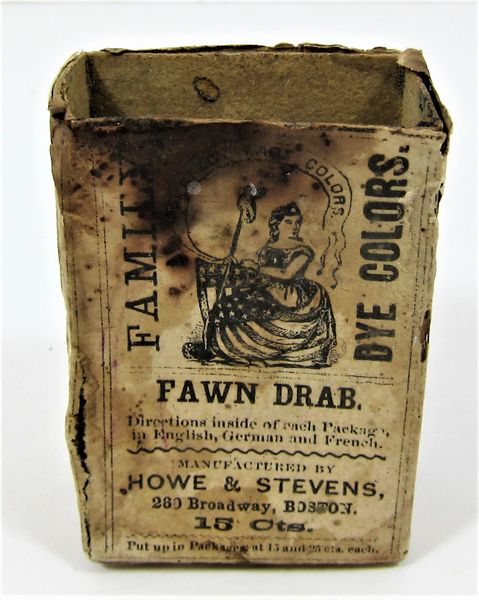 FAST COLORS
FAMILY
DYE COLORS.
FAWN DRAB.
Directions inside of each Package,
in English, German and French.
MANUFACTURED BY
HOWE & STEVENS,
260 Broadway, BOSTON.
15 Cts.
Put up in Packages at 15 and 25 cts. each.